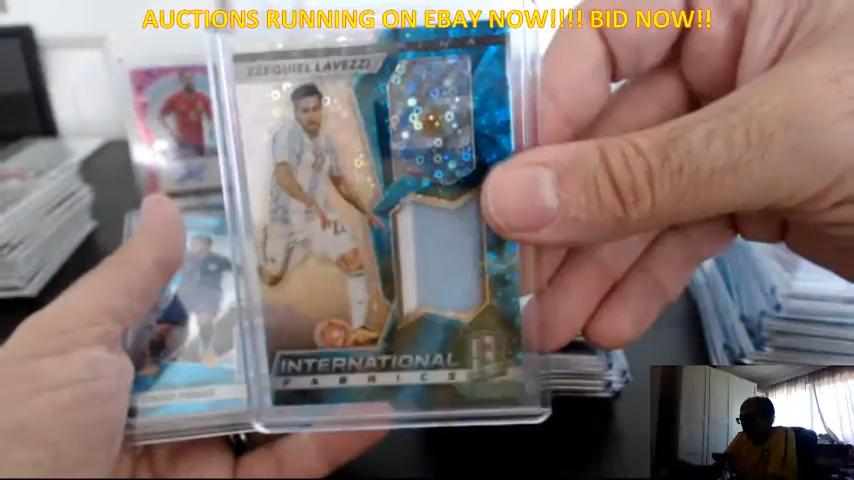 AUCTIONS RUNNING ON EBAY NOW!!!! BID NOW!!
EZEQUIEL LAVEZZI
INTERNATIONAL
FABRICS